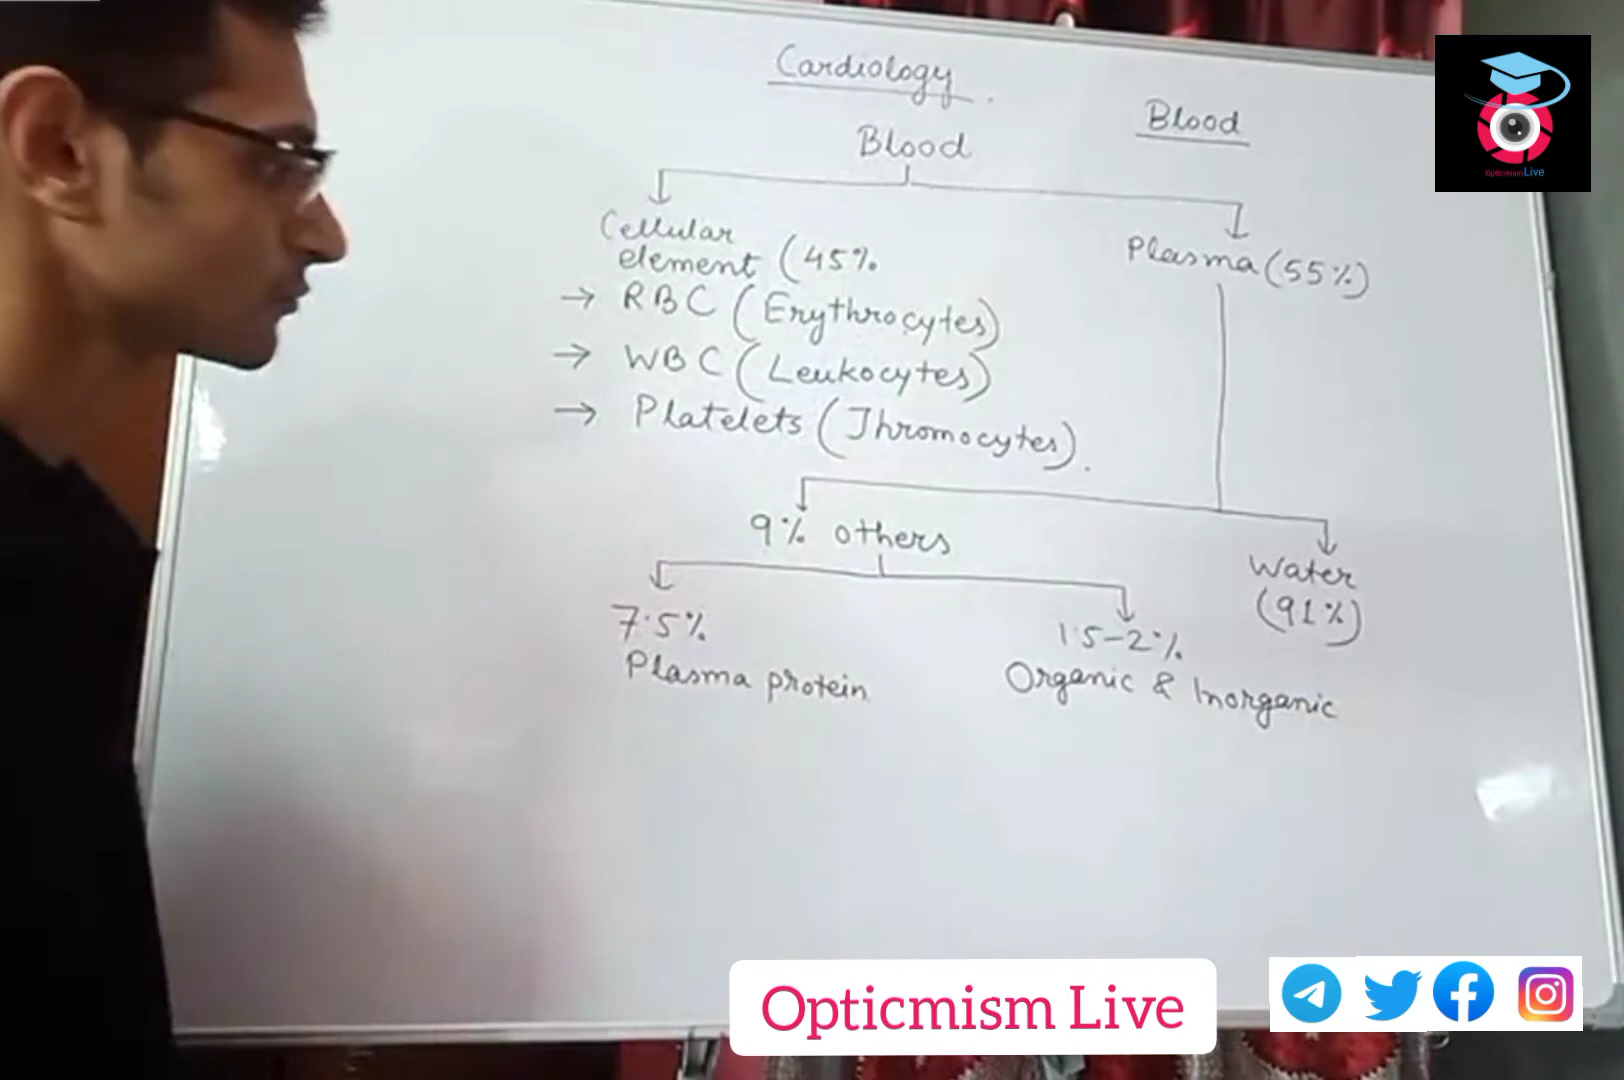 Cardiology.
Blood
Blood
Cellular
element (45%
Plasma (55%)
→ RBC (Erythrocytes)
→ WBC (Leukocytes)
→ Platelets (Thromocytes).
9% others
Water
(91%)
7.5%
Plasma protein
1.5-2%
Organic & Inorganic
OpticmismLive
Opticmism Live